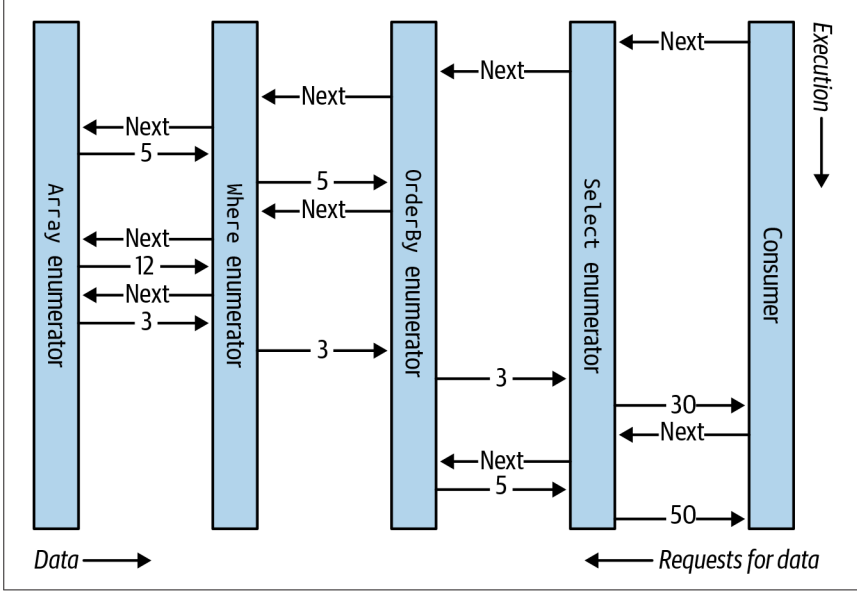 Next
Execution
Next
Next
Next
5
5
Next
Next
12
Next
3
3
3
30
Next
Next
5
50
Array enumerator
Where enumerator
OrderBy enumerator
Select enumerator
Consumer
Data
Requests for data